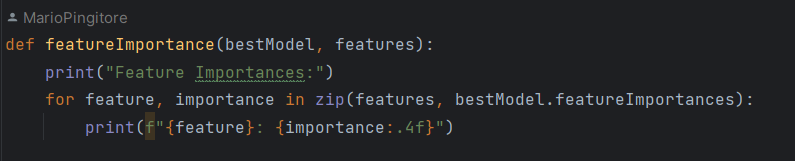 MarioPingitore
def featureImportance(bestModel, features):
    print("Feature Importances:")
    for feature, importance in zip(features, bestModel.featureImportances):
        print(f"{feature}: {importance:.4f}")